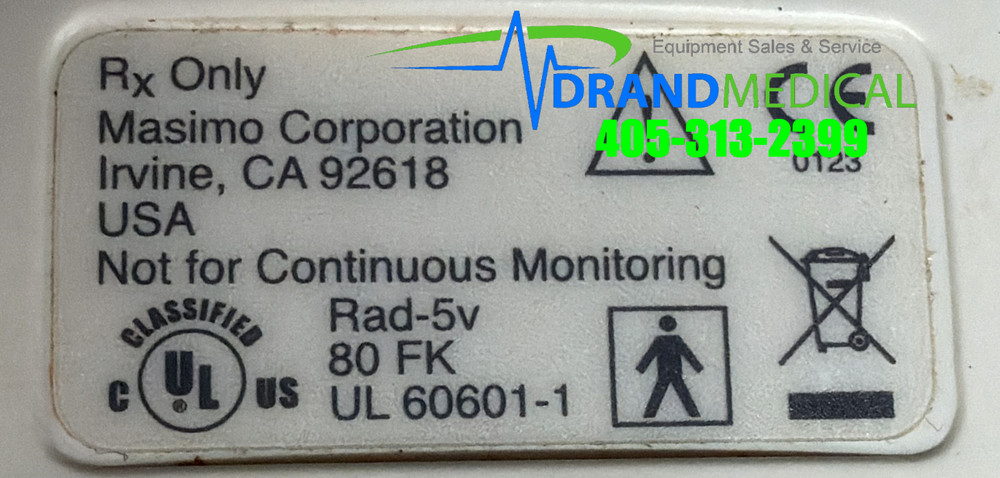 Equipment Sales & Service
DRANDMEDICAL
405-313-2399
Rx Only
Masimo Corporation
Irvine, CA 92618
USA
Not for Continuous Monitoring
CE
0123
CLASSIFIED
C UL® US
Rad-5v
80 FK
UL 60601-1